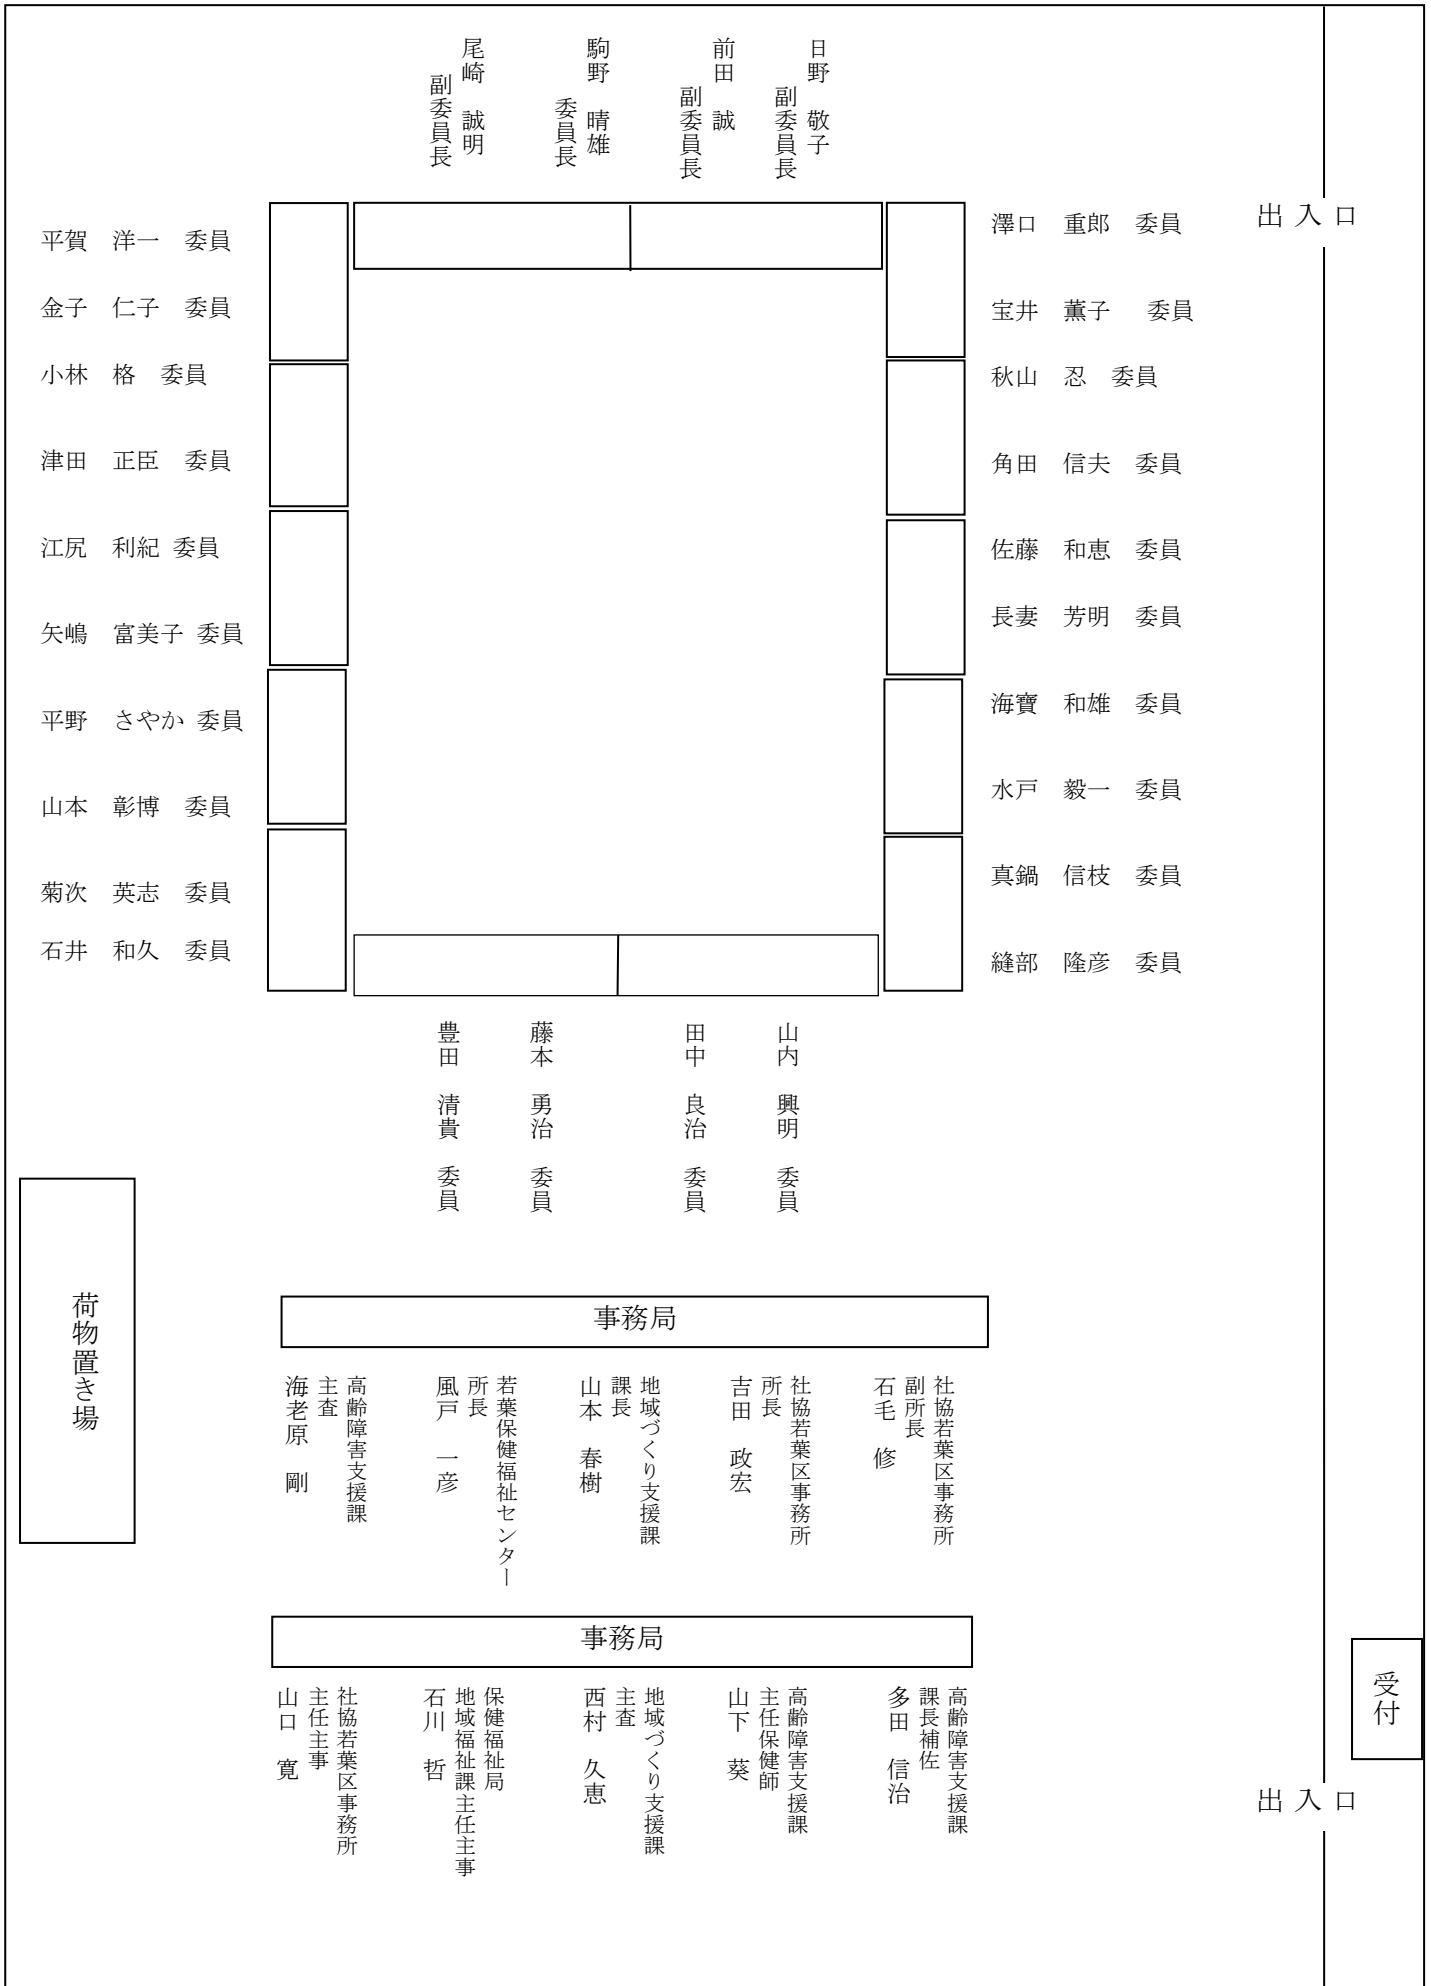 日野　敬子
副委員長
前田　誠
副委員長
駒野　晴雄
委員長
尾崎　誠明
副委員長
出入口
平賀　洋一　委員
金子　仁子　委員
小林　格　委員
津田　正臣　委員
江尻　利紀 委員
矢嶋　富美子 委員
平野　さやか 委員
山本　彰博　委員
菊次　英志　委員
石井　和久　委員
澤口　重郎　委員
宝井　薫子　委員
秋山　忍　委員
角田　信夫　委員
佐藤　和恵　委員
長妻　芳明　委員
海寶　和雄　委員
水戸　毅一　委員
真鍋　信枝　委員
縫部　隆彦　委員
山内　興明　委員
田中　良治　委員
藤本　勇治　委員
豊田　清貴　委員
荷物置き場
事務局
社協若葉区事務所
副所長
石毛　修
社協若葉区事務所
所長
吉田　政宏
地域づくり支援課
課長
山本　春樹
若葉保健福祉センター
所長
風戸　一彦
高齢障害支援課
主査
海老原　剛
事務局
高齢障害支援課
課長補佐
多田　信治
高齢障害支援課
主任保健師
山下　葵
地域づくり支援課
主査
西村　久恵
保健福祉局
地域福祉課主任主事
石川　哲
社協若葉区事務所
主任主事
山口　寛
受付
出入口